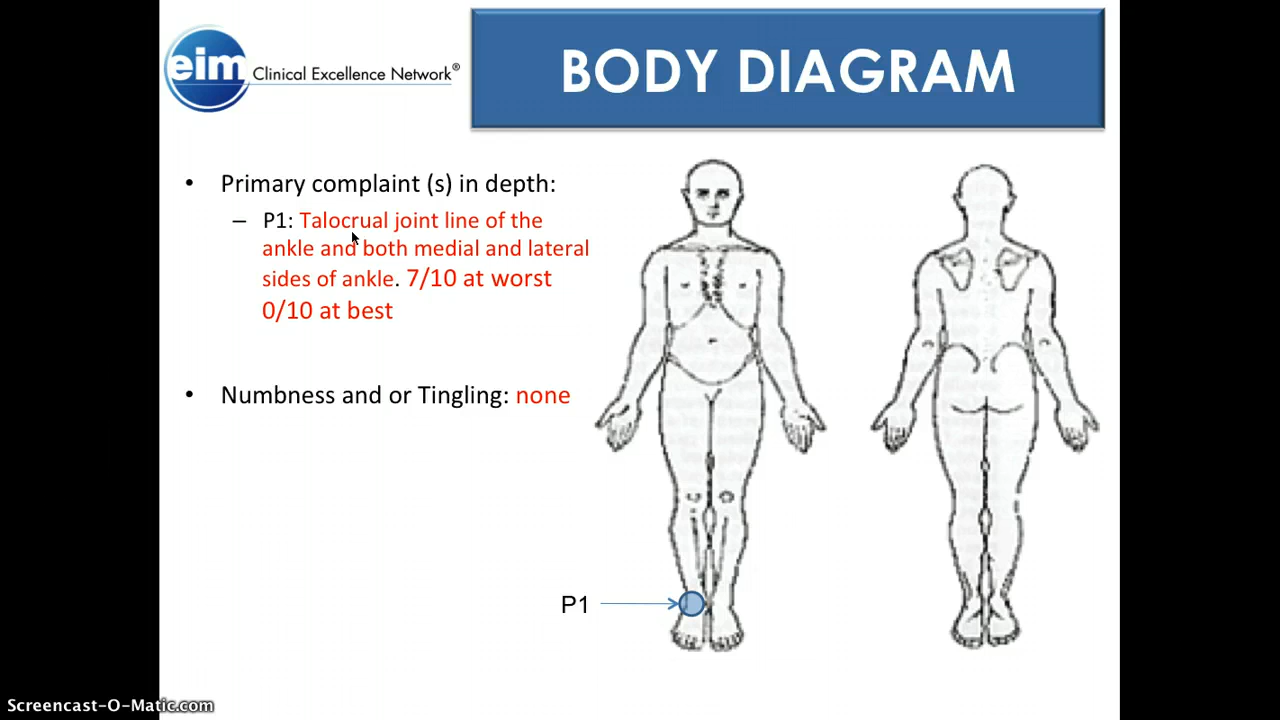 eim Clinical Excellence Network®
BODY DIAGRAM
• Primary complaint (s) in depth:
– P1: Talocrual joint line of the
ankle and both medial and lateral
sides of ankle. 7/10 at worst
0/10 at best
• Numbness and or Tingling: none
P1
Screencast-O-Matic.com